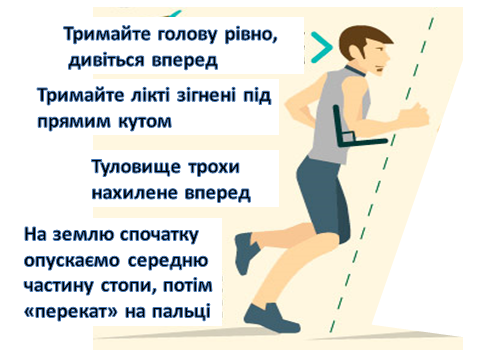 Тримайте голову рівно,
дивіться вперед
Тримайте лікті зігнені під
прямим кутом
Туловище трохи
нахилене вперед
На землю спочатку
опускаємо середню
частину стопи, потім
«перекат» на пальці